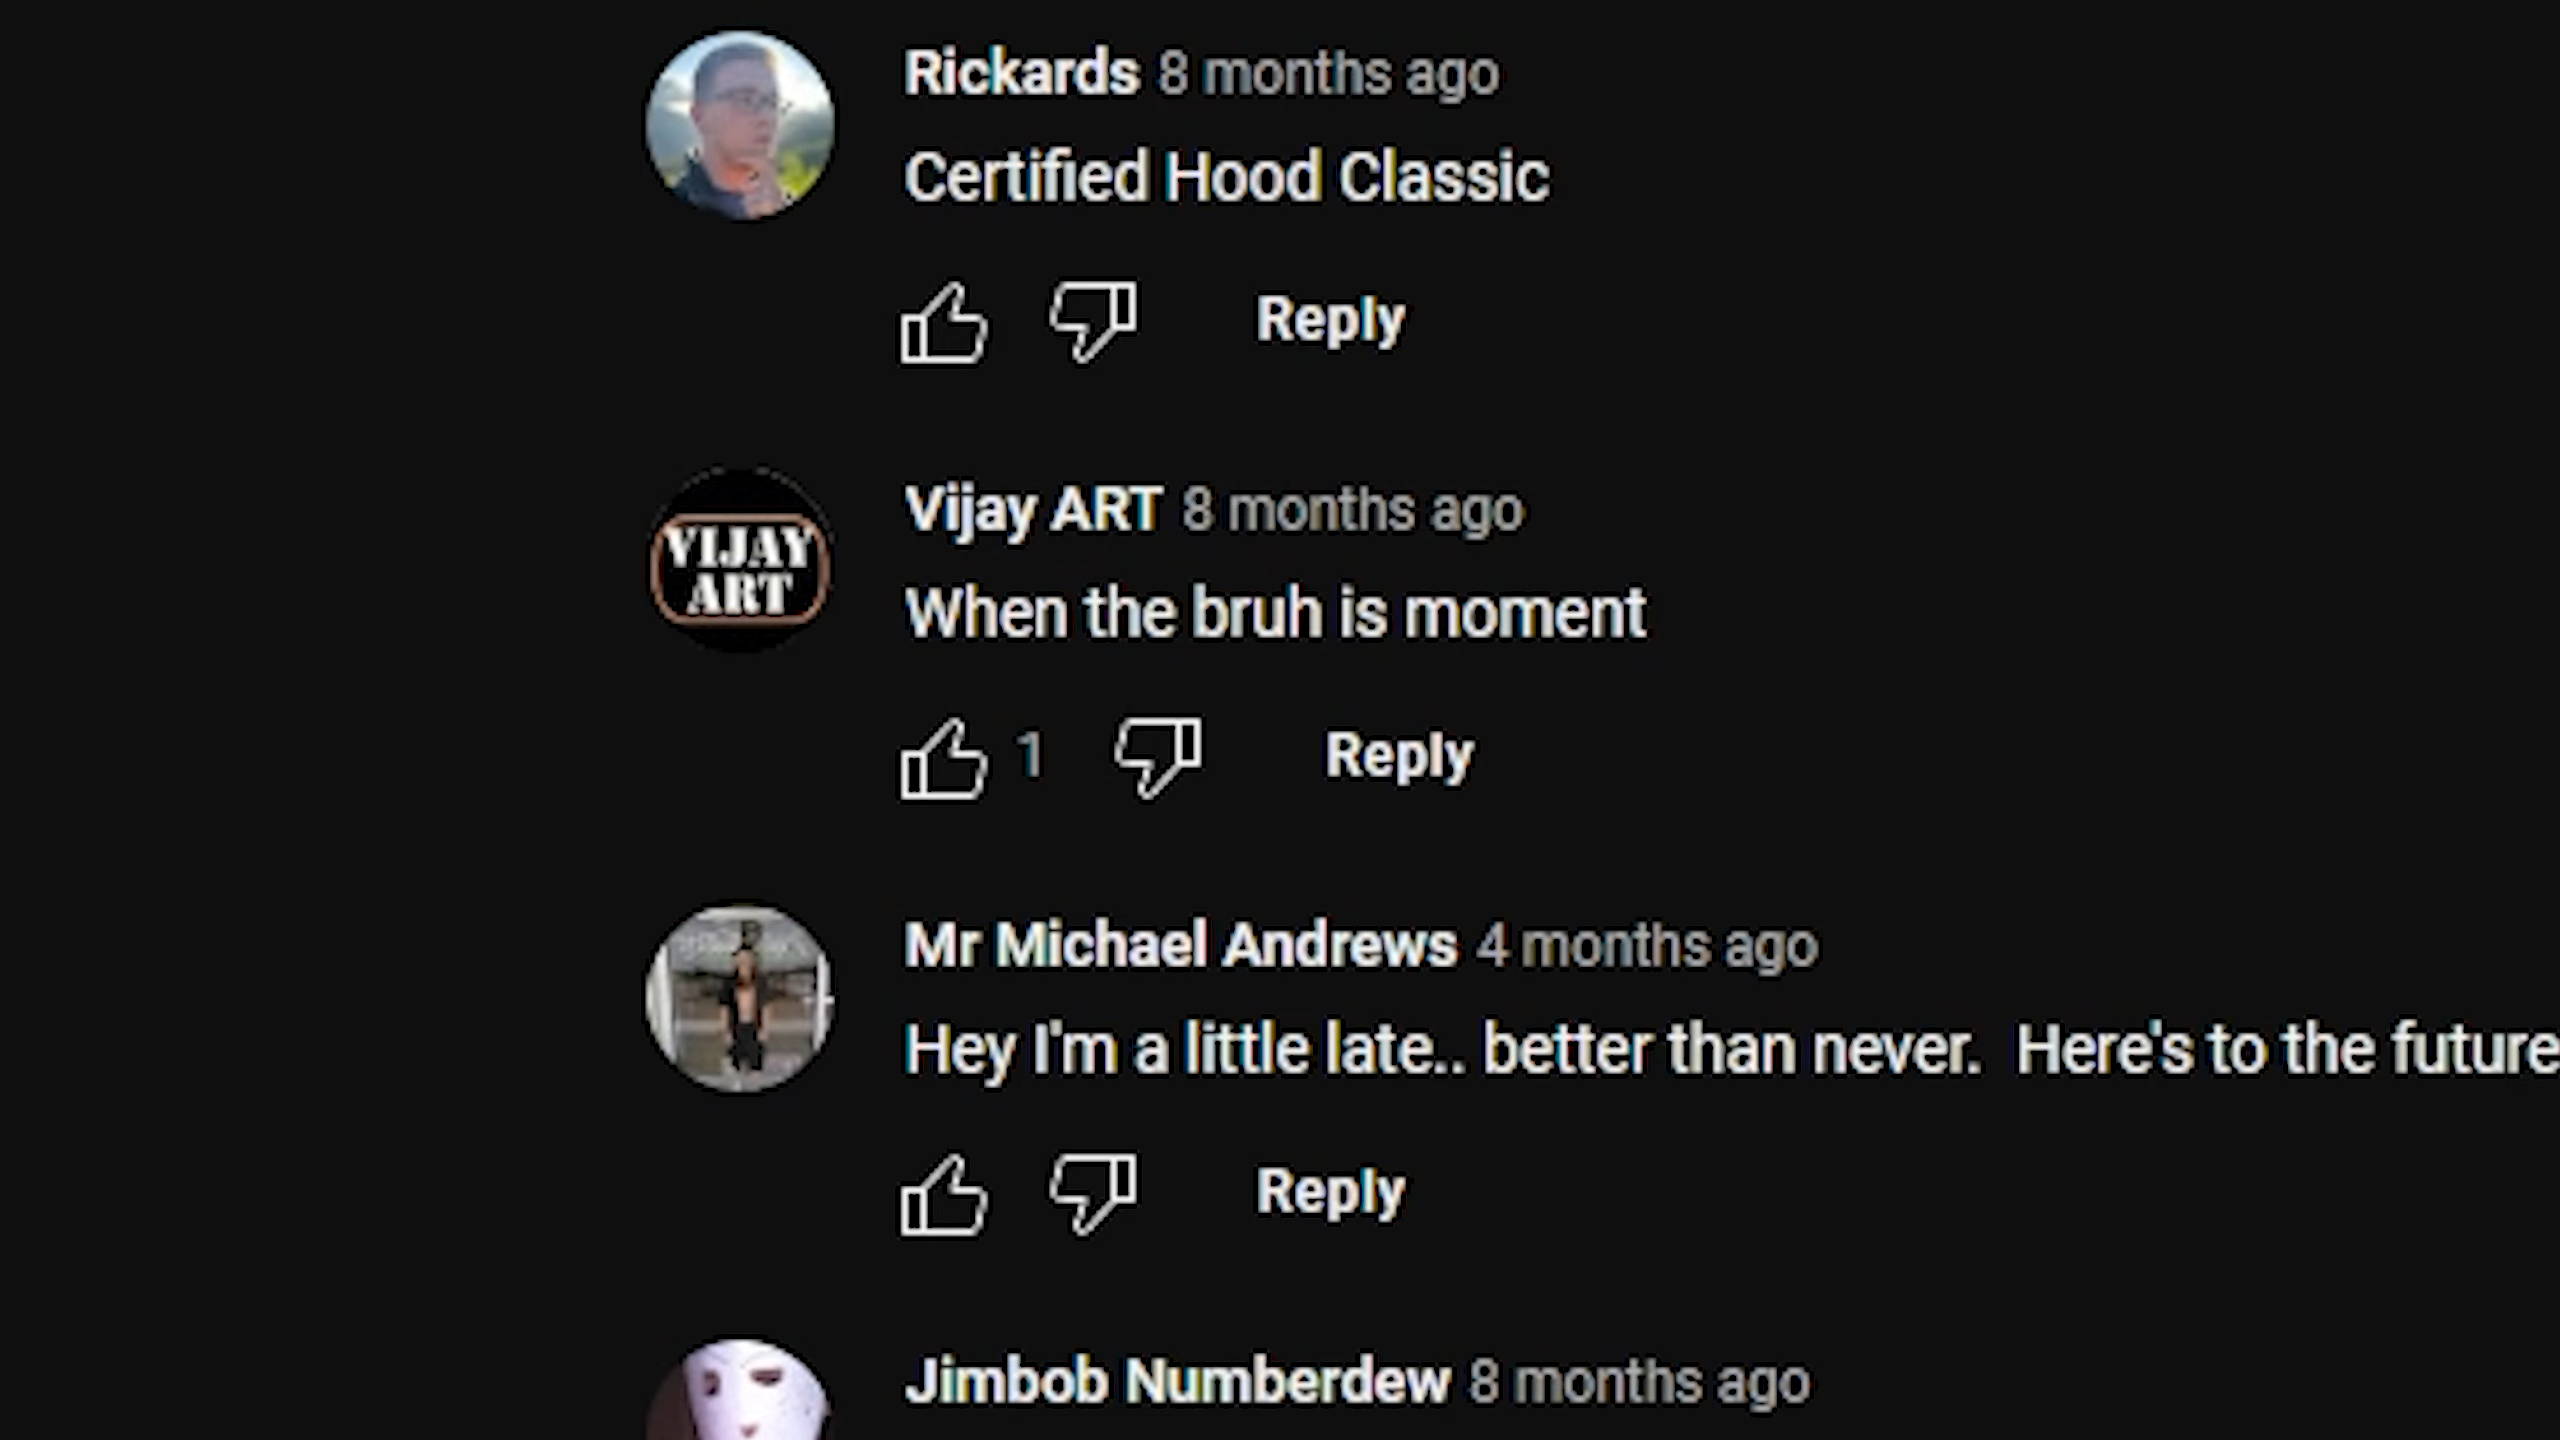 Rickards 8 months ago
Certified Hood Classic
Reply
VIJAY
ART
Vijay ART 8 months ago
When the bruh is moment
1 Reply
Mr Michael Andrews 4 months ago
Hey I'm a little late.. better than never.  Here's to the future
Reply
Jimbob Numberdew 8 months ago